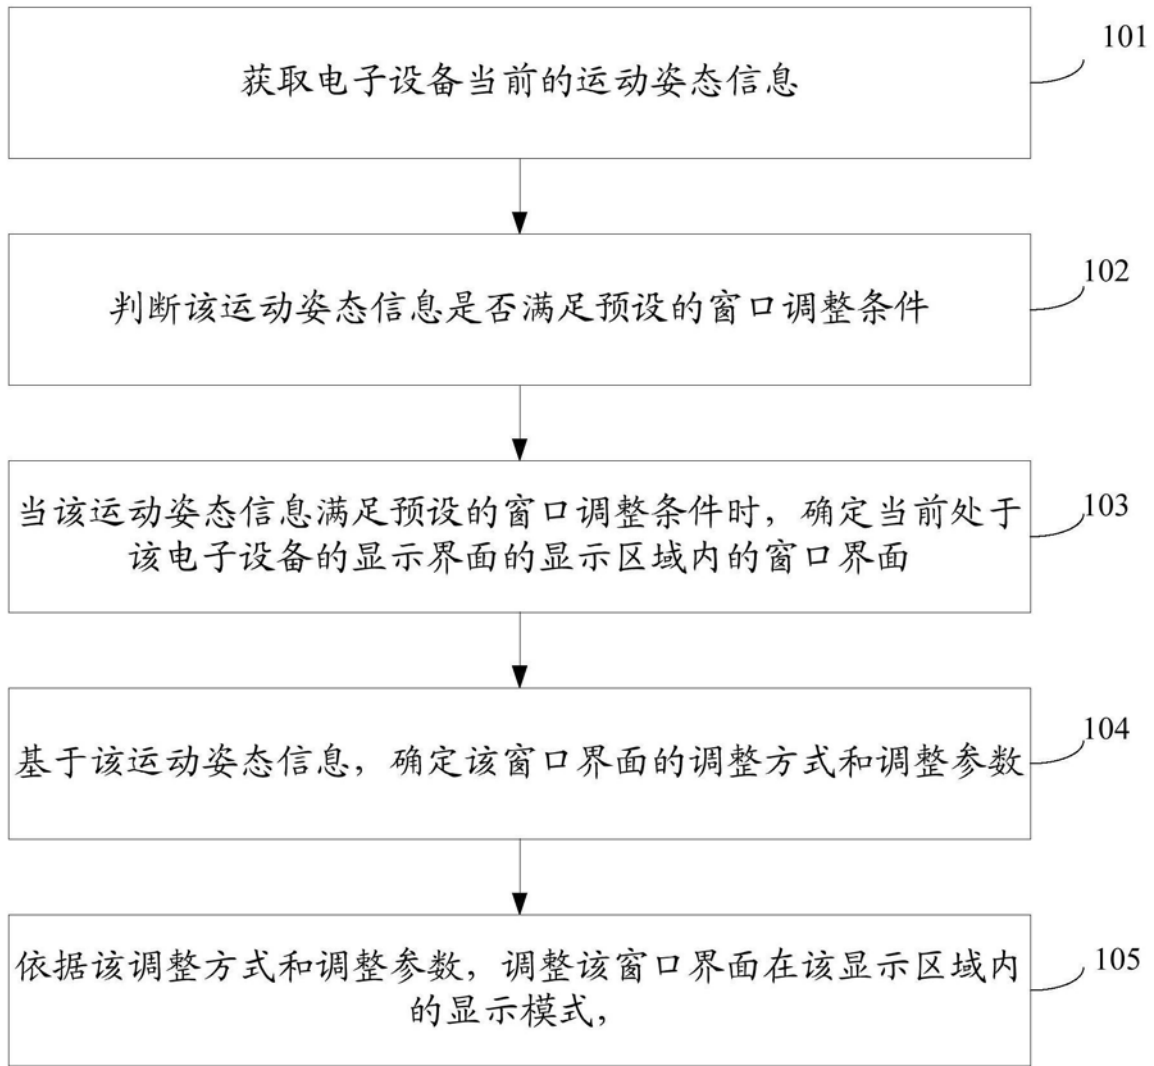 获取电子设备当前的运动姿态信息
101
判断该运动姿态信息是否满足预设的窗口调整条件
102
当该运动姿态信息满足预设的窗口调整条件时，确定当前处于
该电子设备的显示界面的显示区域内的窗口界面
103
基于该运动姿态信息，确定该窗口界面的调整方式和调整参数
104
依据该调整方式和调整参数，调整该窗口界面在该显示区域内
的显示模式，
105